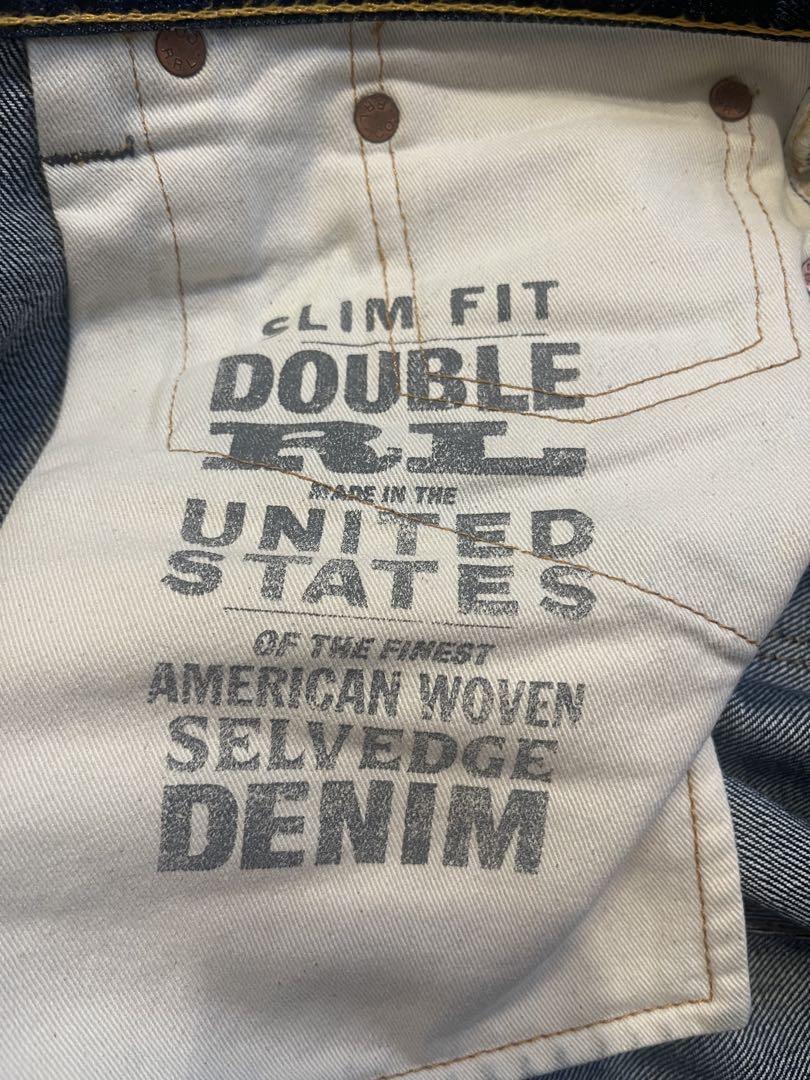 SLIM FIT
DOUBLE
RL
MADE IN THE
UNITED
STATES
OF THE FINEST
AMERICAN WOVEN
SELVEDGE
DENIM